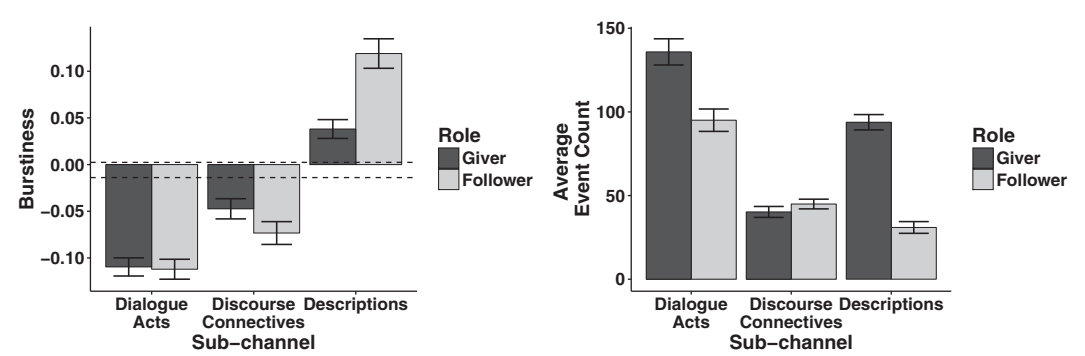 Burstiness
0.10
0.05
0.00
−0.05
−0.10
Dialogue Acts
Discourse Connectives
Descriptions
Sub−channel
Role
Giver
Follower
Average
Event Count
150
100
50
0
Dialogue Acts
Discourse Connectives
Descriptions
Sub−channel
Role
Giver
Follower